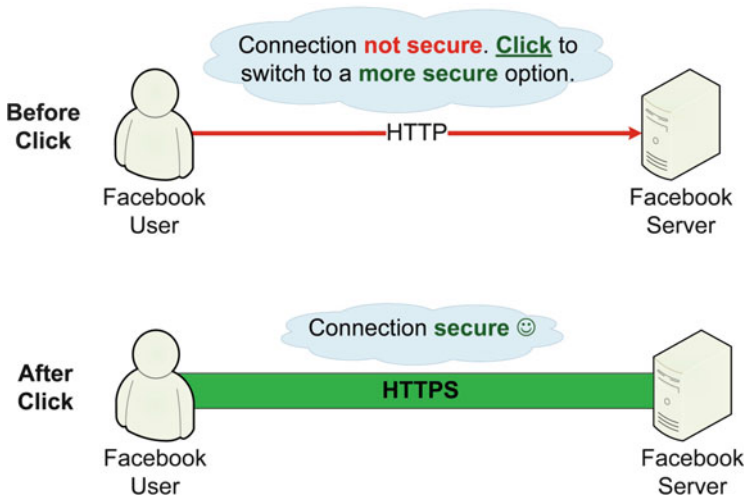 Connection not secure. Click to
switch to a more secure option.
Before
Click
HTTP
Facebook
User
Facebook
Server
Connection secure ☺
After
Click
HTTPS
Facebook
User
Facebook
Server